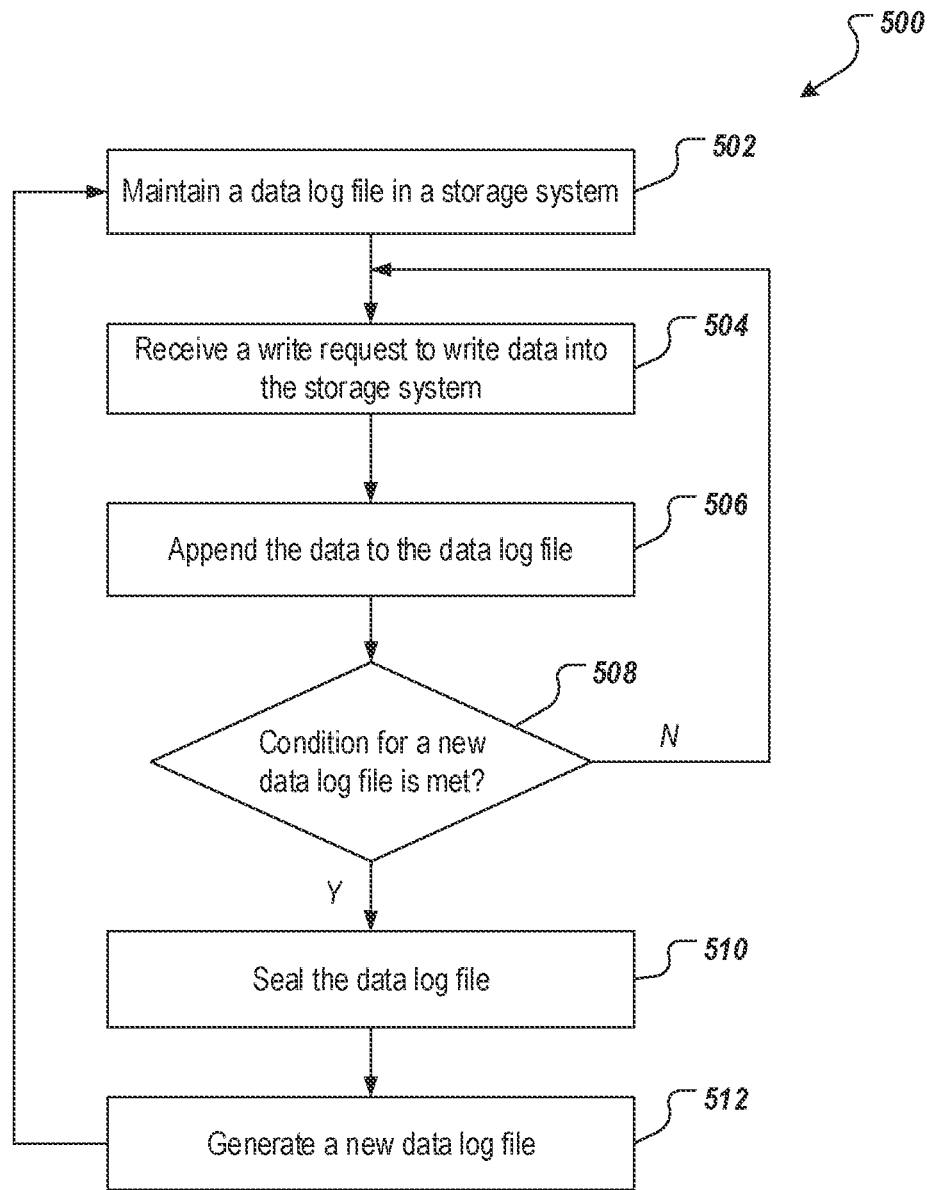 500
502
Maintain a data log file in a storage system
504
Receive a write request to write data into
the storage system
506
Append the data to the data log file
508
Condition for a new
data log file is met?
N
Y
510
Seal the data log file
512
Generate a new data log file